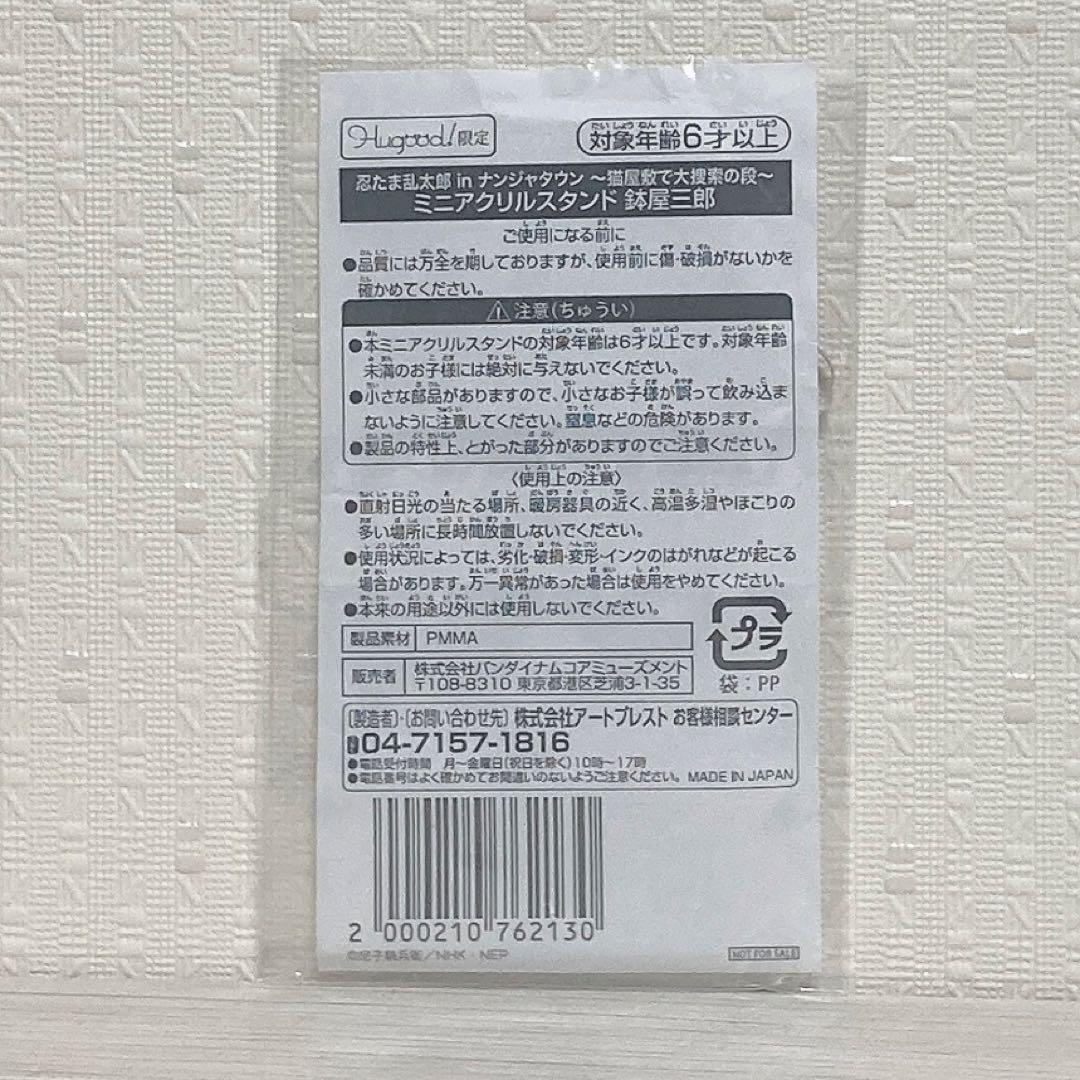 Hugood!限定
対象年齢6才以上
忍たま乱太郎 in ナンジャタウン ～猫屋敷で大捜索の段～
ミニアクリルスタンド 鉢屋三郎
ご使用になる前に
●品質には万全を期しておりますが、使用前に傷・破損がないかを
確かめてください。
⚠注意(ちゅうい)
●本ミニアクリルスタンドの対象年齢は6才以上です。対象年齢
未満のお子様には絶対に与えないでください。
●小さな部品がありますので、小さなお子様が誤って飲み込ま
ないように注意してください。窒息などの危険があります。
●製品の特性上、とがった部分がありますのでご注意ください。
〈使用上の注意〉
●直射日光の当たる場所、暖房器具の近く、高温多湿やほこりの
多い場所に長時間放置しないでください。
●使用状況によっては、劣化・破損・変形・インクのはがれなどが起こる
場合があります。万一異常があった場合は使用をやめてください。
●本来の用途以外には使用しないでください。
製品素材 PMMA
プラ
販売者 株式会社バンダイナムコアミューズメント
〒108-8310 東京都港区芝浦3-1-35
袋：PP
〔製造者〕・〔お問い合わせ先〕株式会社アートプレスト お客様相談センター
04-7157-1816
●電話受付時間 月～金曜日(祝日を除く)10時～17時
●電話番号はよく確かめてお間違いのないようご注意ください。 MADE IN JAPAN
2 000210 762130
©尼子騒兵衛／NHK・NEP
NOT FOR SALE